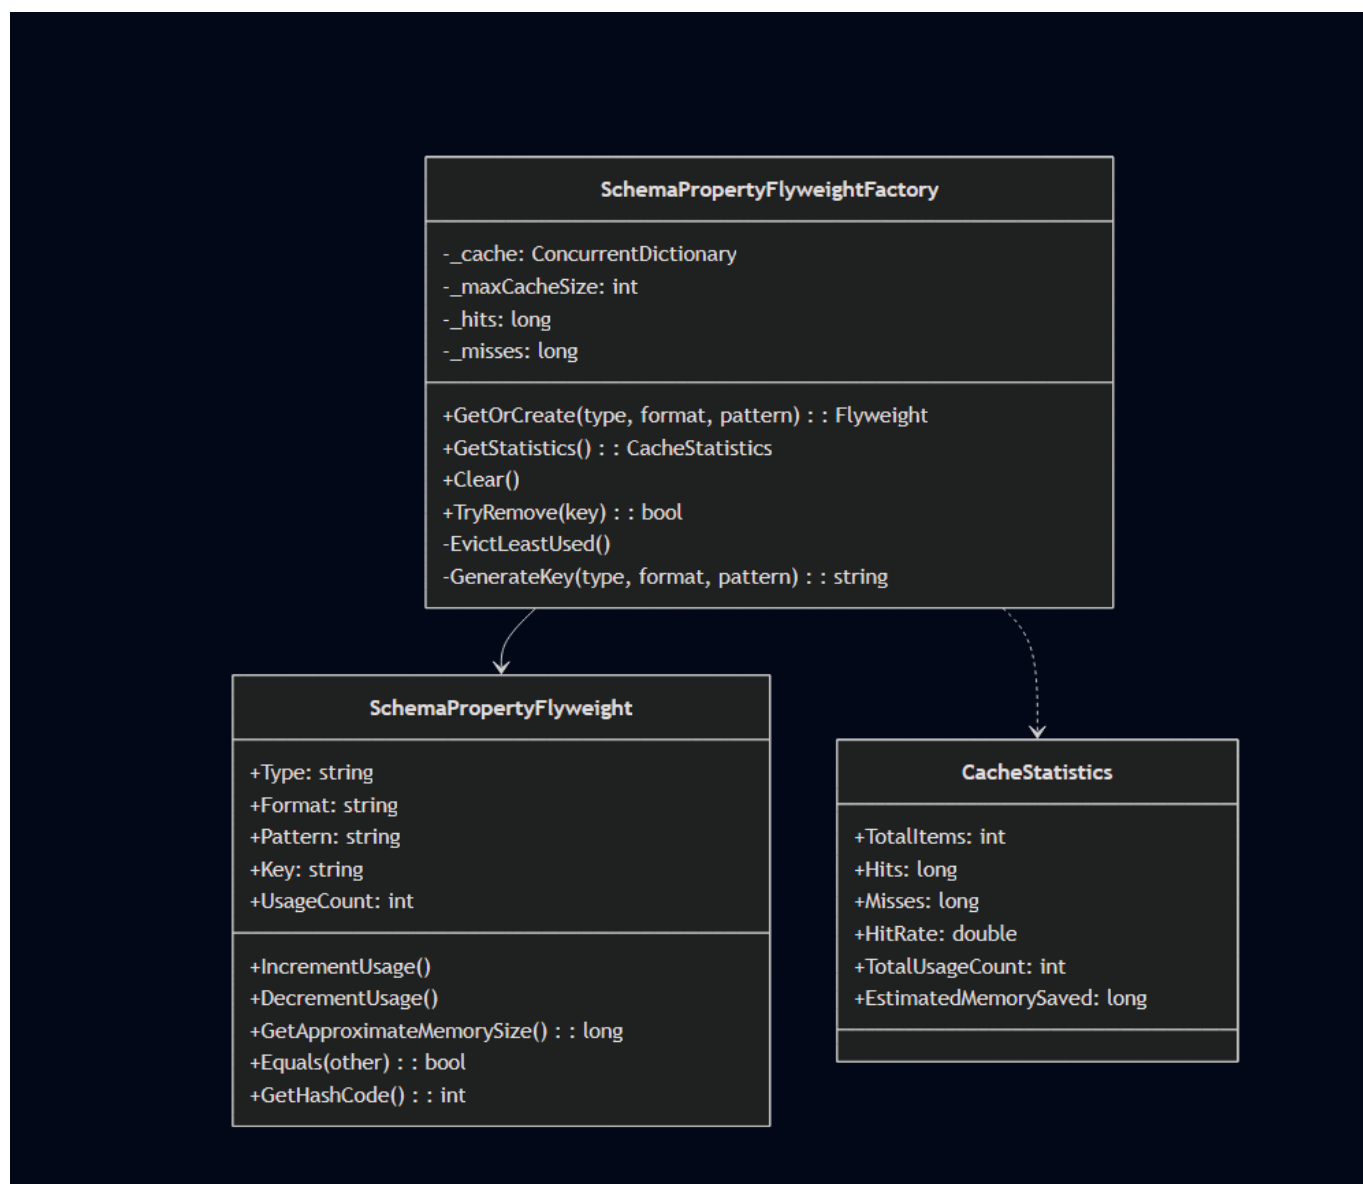 SchemaPropertyFlyweightFactory
-_cache: ConcurrentDictionary
-_maxCacheSize: int
-_hits: long
-_misses: long
+GetOrCreate(type, format, pattern) : : Flyweight
+GetStatistics() : : CacheStatistics
+Clear()
+TryRemove(key) : : bool
-EvictLeastUsed()
-GenerateKey(type, format, pattern) : : string
SchemaPropertyFlyweight
+Type: string
+Format: string
+Pattern: string
+Key: string
+UsageCount: int
+IncrementUsage()
+DecrementUsage()
+GetApproximateMemorySize() : : long
+Equals(other) : : bool
+GetHashCode() : : int
CacheStatistics
+TotalItems: int
+Hits: long
+Misses: long
+HitRate: double
+TotalUsageCount: int
+EstimatedMemorySaved: long